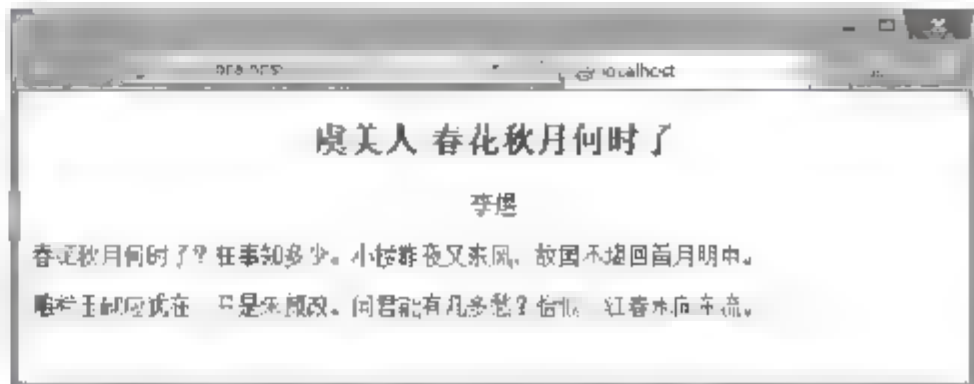 localhost
虞美人 春花秋月何时了
李煜
春花秋月何时了？往事知多少。小楼昨夜又东风，故国不堪回首月明中。
雕栏玉砌应犹在，只是朱颜改。问君能有几多愁？恰似一江春水向东流。